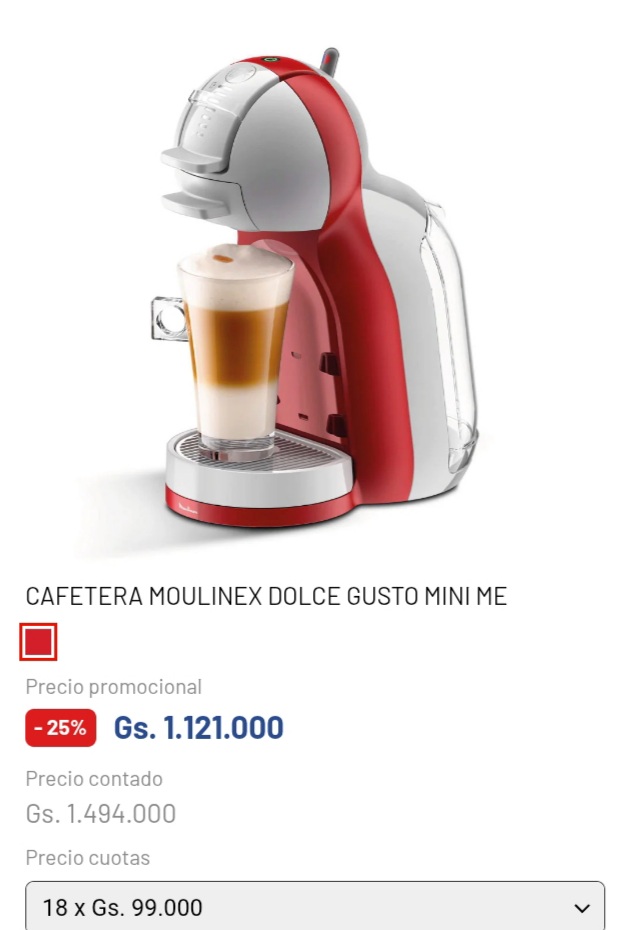 CAFETERA MOULINEX DOLCE GUSTO MINI ME
Precio promocional
- 25% Gs. 1.121.000
Precio contado
Gs. 1.494.000
Precio cuotas
18 x Gs. 99.000